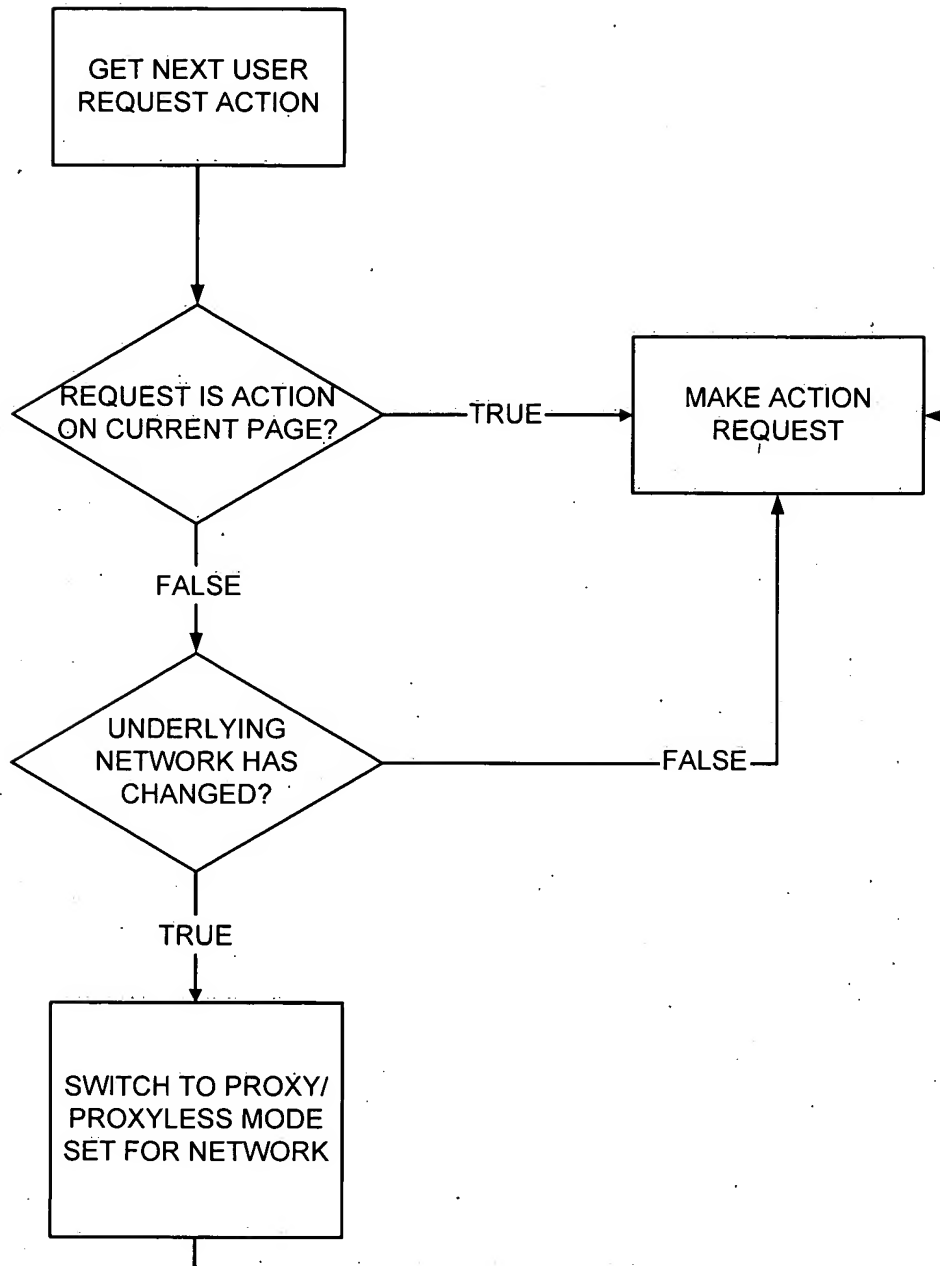 GET NEXT USER
REQUEST ACTION
REQUEST IS ACTION
ON CURRENT PAGE?
TRUE
MAKE ACTION
REQUEST
FALSE
UNDERLYING
NETWORK HAS
CHANGED?
FALSE
TRUE
SWITCH TO PROXY/
PROXYLESS MODE
SET FOR NETWORK